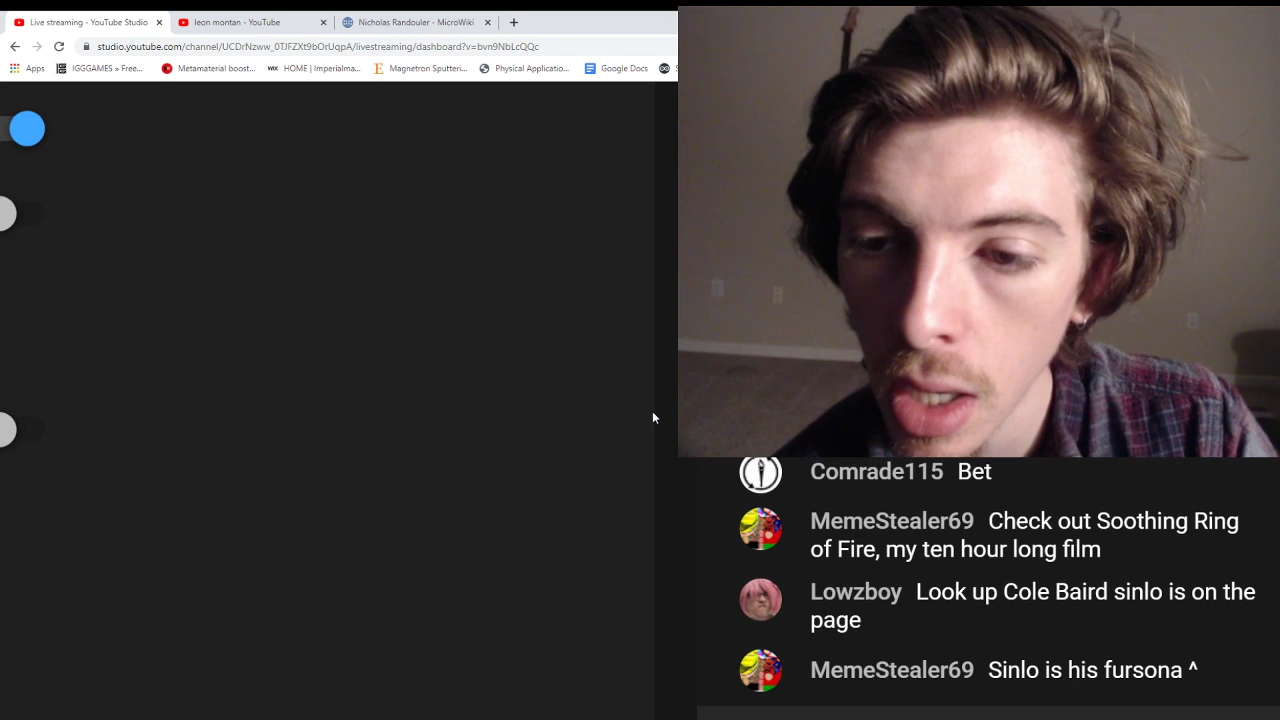 Live streaming - YouTube Studio
leon montan - YouTube
Nicholas Randouler - MicroWiki
studio.youtube.com/channel/UCDrNzww_0TJFZXt9bOrUqpA/livestreaming/dashboard?v=bvn9NbLcQQc
Apps
IGGGAMES » Free...
Metamaterial boost...
WIX HOME | Imperialma...
E Magnetron Sputteri...
Physical Applicatio...
Google Docs
Comrade115 Bet
MemeStealer69 Check out Soothing Ring
of Fire, my ten hour long film
Lowzboy Look up Cole Baird sinlo is on the
page
MemeStealer69 Sinlo is his fursona ^